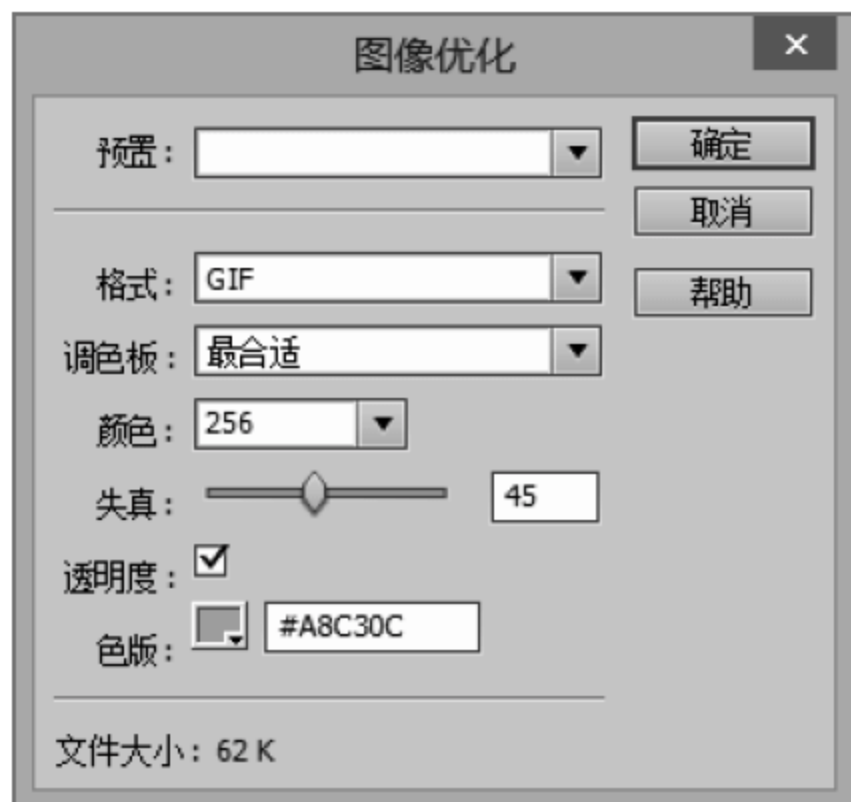 图像优化
预置：
确定
取消
格式： GIF
帮助
调色板： 最合适
颜色： 256
失真： 45
透明度：
色版： #A8C30C
文件大小：62 K